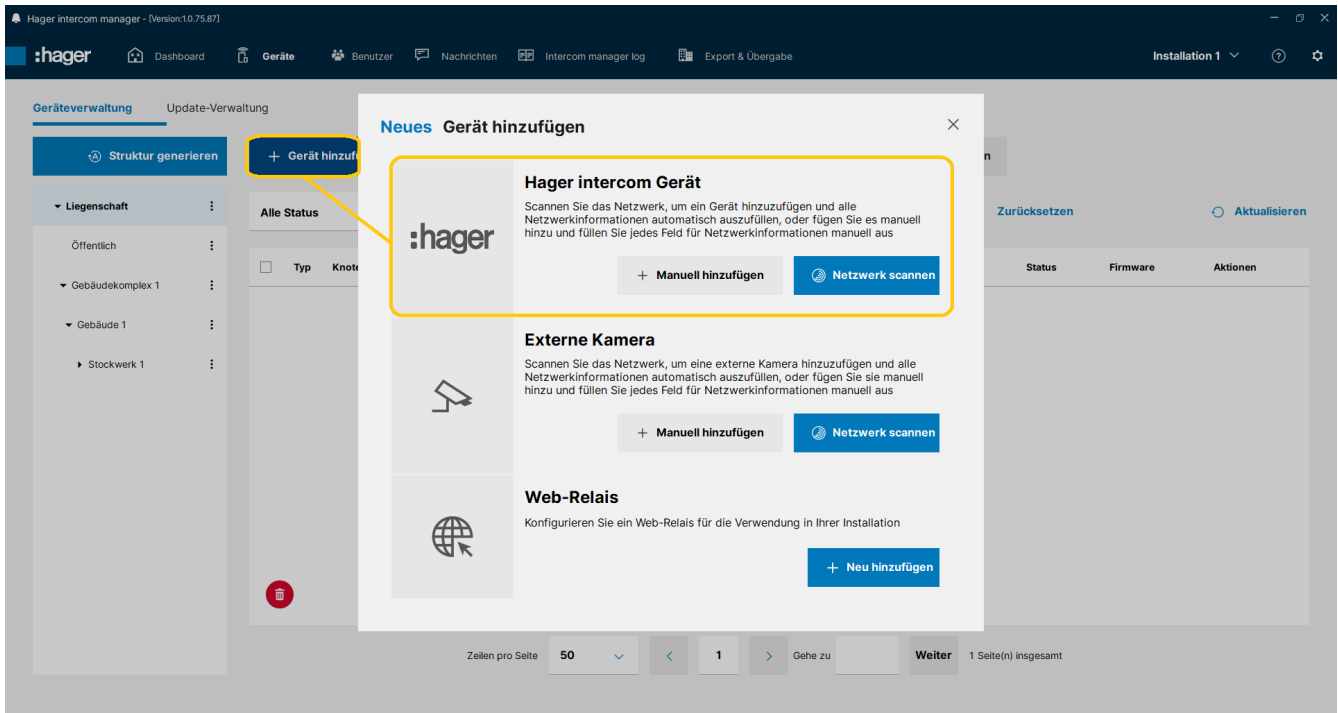 Hager intercom manager - [Version:1.0.75.87]
:hager
Dashboard
Geräte
Benutzer
Nachrichten
Intercom manager log
Export & Übergabe
Installation 1
Geräteverwaltung
Update-Verwaltung
Struktur generieren
+ Gerät hinzuf
n
Liegenschaft
Öffentlich
Gebäudekomplex 1
Gebäude 1
Stockwerk 1
Alle Status
Zurücksetzen
Aktualisieren
Typ
Knote
Status
Firmware
Aktionen
Neues Gerät hinzufügen
:hager
Hager intercom Gerät
Scannen Sie das Netzwerk, um ein Gerät hinzuzufügen und alle
Netzwerkinformationen automatisch auszufüllen, oder fügen Sie es manuell
hinzu und füllen Sie jedes Feld für Netzwerkinformationen manuell aus
+ Manuell hinzufügen
Netzwerk scannen
Externe Kamera
Scannen Sie das Netzwerk, um eine externe Kamera hinzuzufügen und alle
Netzwerkinformationen automatisch auszufüllen, oder fügen Sie sie manuell
hinzu und füllen Sie jedes Feld für Netzwerkinformationen manuell aus
+ Manuell hinzufügen
Netzwerk scannen
Web-Relais
Konfigurieren Sie ein Web-Relais für die Verwendung in Ihrer Installation
+ Neu hinzufügen
Zeilen pro Seite
50
1
Gehe zu
Weiter
1 Seite(n) insgesamt